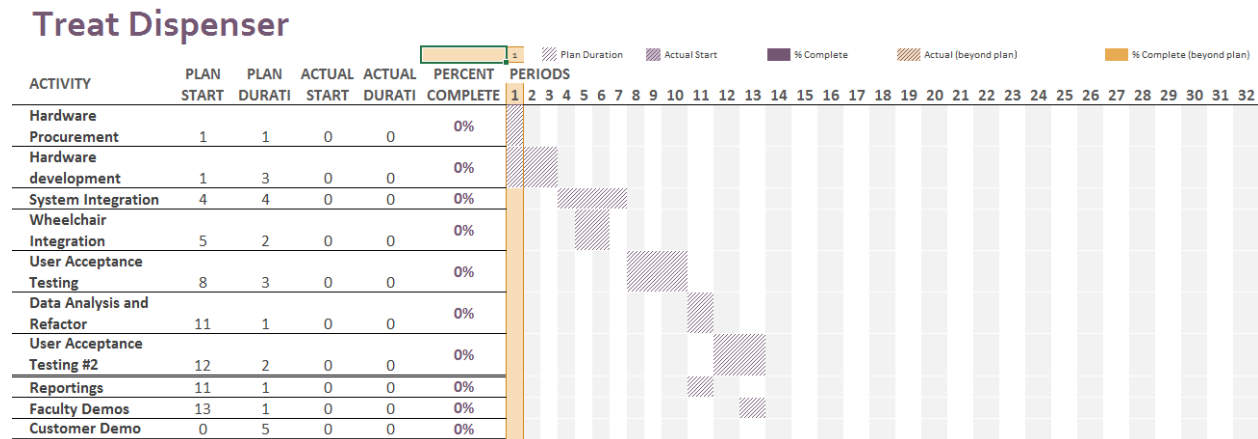 Treat Dispenser
1 Plan Duration Actual Start % Complete Actual (beyond plan) % Complete (beyond plan)
ACTIVITY PLAN PLAN ACTUAL ACTUAL PERCENT PERIODS
START DURATI START DURATI COMPLETE 1 2 3 4 5 6 7 8 9 10 11 12 13 14 15 16 17 18 19 20 21 22 23 24 25 26 27 28 29 30 31 32
Hardware
Procurement 1 1 0 0 0%
Hardware
development 1 3 0 0 0%
System Integration 4 4 0 0 0%
Wheelchair
Integration 5 2 0 0 0%
User Acceptance
Testing 8 3 0 0 0%
Data Analysis and
Refactor 11 1 0 0 0%
User Acceptance
Testing #2 12 2 0 0 0%
Reportings 11 1 0 0 0%
Faculty Demos 13 1 0 0 0%
Customer Demo 0 5 0 0 0%